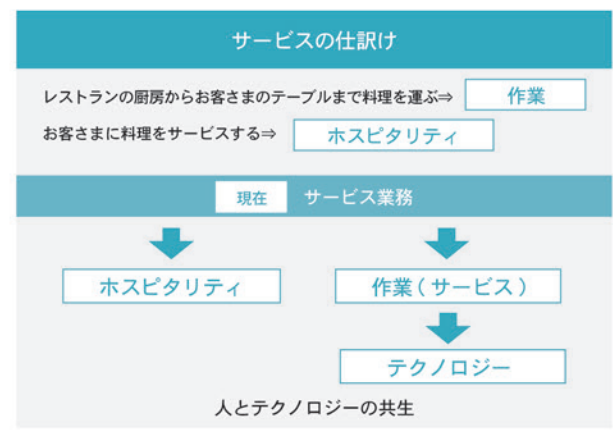 サービスの仕訳け
レストランの厨房からお客さまのテーブルまで料理を運ぶ⇒ 作業
お客さまに料理をサービスする⇒ ホスピタリティ
現在 サービス業務
ホスピタリティ 作業(サービス)
テクノロジー
人とテクノロジーの共生